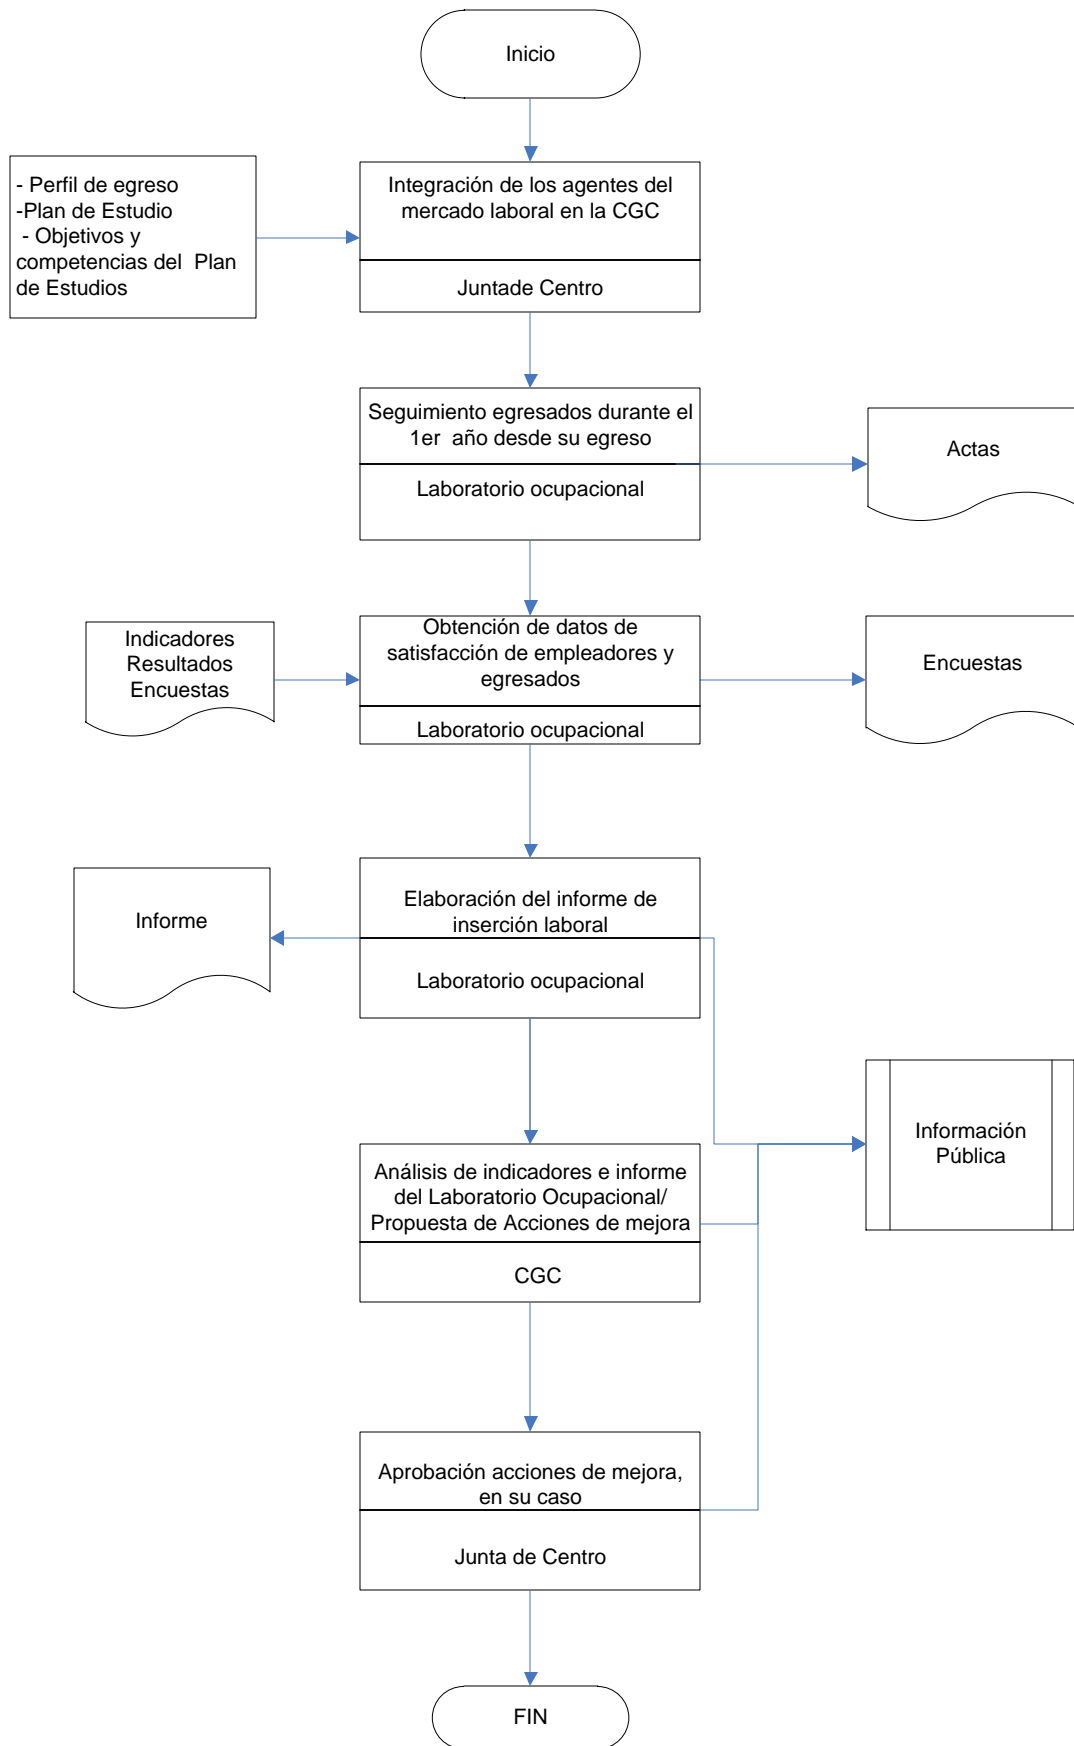 Inicio
- Perfil de egreso
-Plan de Estudio
- Objetivos y
competencias del Plan
de Estudios
Integración de los agentes del
mercado laboral en la CGC
Juntade Centro
Seguimiento egresados durante el
1er año desde su egreso
Laboratorio ocupacional
Actas
Indicadores
Resultados
Encuestas
Obtención de datos de
satisfacción de empleadores y
egresados
Laboratorio ocupacional
Encuestas
Informe
Elaboración del informe de
inserción laboral
Laboratorio ocupacional
Información
Pública
Análisis de indicadores e informe
del Laboratorio Ocupacional/
Propuesta de Acciones de mejora
CGC
Aprobación acciones de mejora,
en su caso
Junta de Centro
FIN